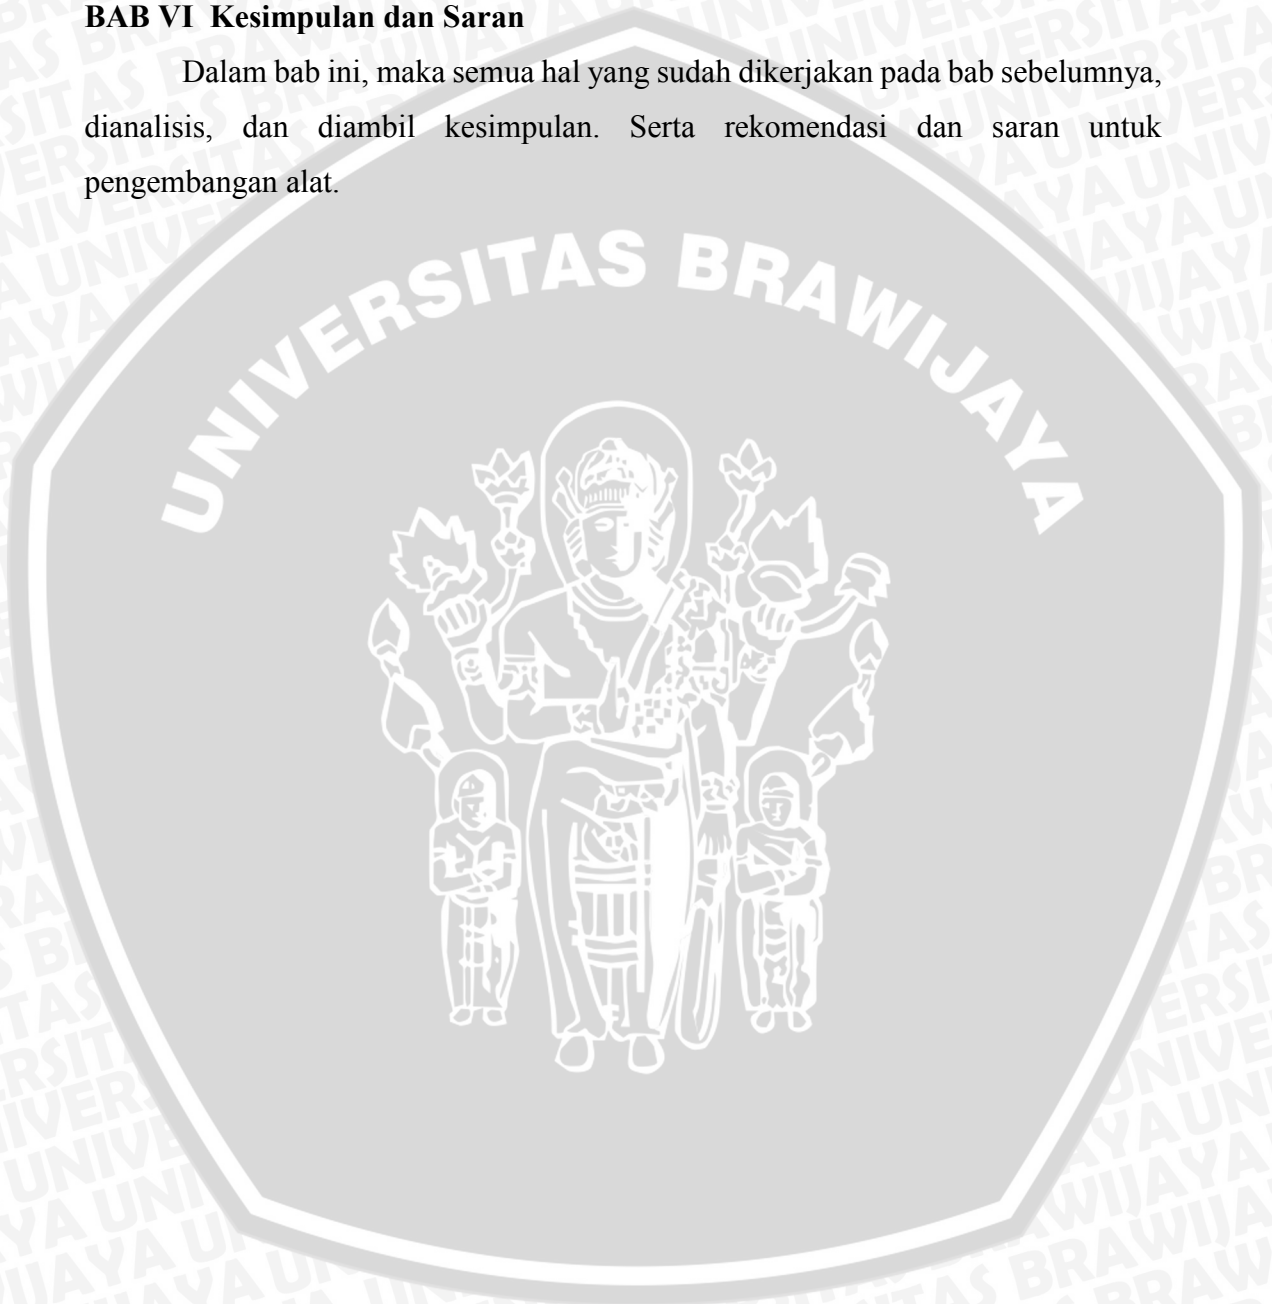 BAB VI Kesimpulan dan Saran
Dalam bab ini, maka semua hal yang sudah dikerjakan pada bab sebelumnya,
dianalisis, dan diambil kesimpulan. Serta rekomendasi dan saran untuk
pengembangan alat.
UNIVERSITAS BRAWIJAYA